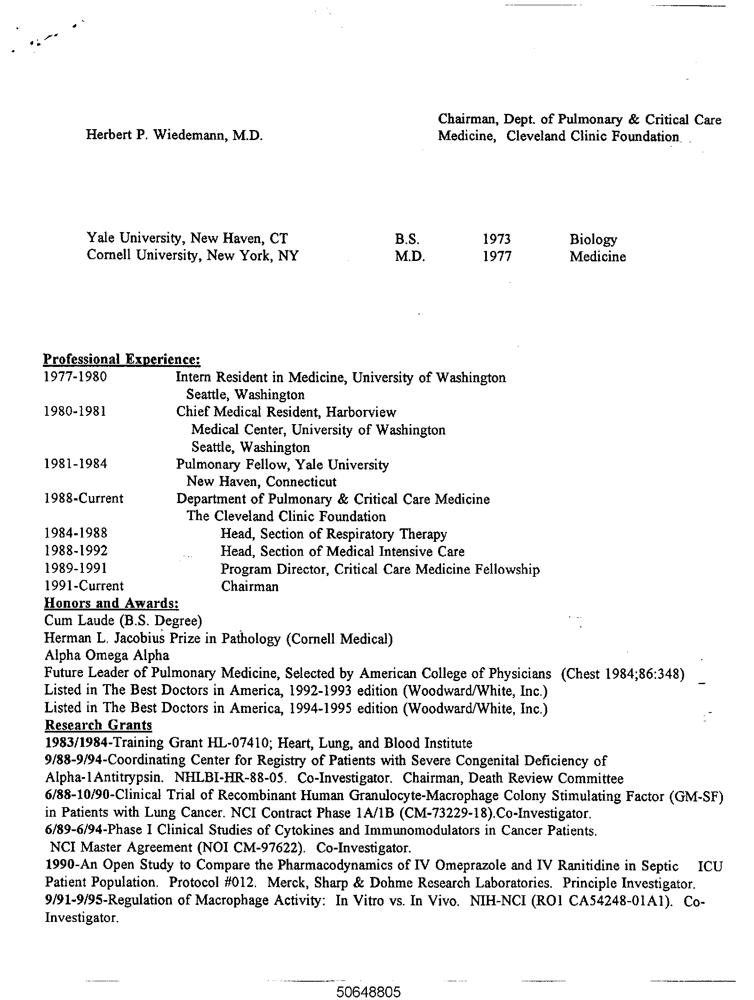 Chairman, Dept. of Pulmonary & Critical Care
Herbert P. Wiedemann, M.D. Medicine, Cleveland Clinic Foundation
Yale University, New Haven, CT B.S. 1973 Biology
Cornell University, New York, NY M.D. 1977 Medicine
Professional Experience:
1977-1980 Intern Resident in Medicine, University of Washington
Seattle, Washington
1980-1981 Chief Medical Resident, Harborview
Medical Center, University of Washington
Seattle, Washington
1981-1984 Pulmonary Fellow, Yale University
New Haven, Connecticut
1988-Current Department of Pulmonary & Critical Care Medicine
The Cleveland Clinic Foundation
1984-1988 Head, Section of Respiratory Therapy
1988-1992 Head, Section of Medical Intensive Care
1989-1991 Program Director, Critical Care Medicine Fellowship
1991-Current Chairman
Honors and Awards:
Cum Laude (B.S. Degree)
Herman L. Jacobius Prize in Pathology (Cornell Medical)
Alpha Omega Alpha
Future Leader of Pulmonary Medicine, Selected by American College of Physicians (Chest 1984;86:348)
Listed in The Best Doctors in America, 1992-1993 edition (Woodward/White, Inc.)
Listed in The Best Doctors in America, 1994-1995 edition (Woodward/White, Inc.)
Research Grants
1983/1984-Training Grant HL-07410; Heart, Lung, and Blood Institute
9/88-9/94-Coordinating Center for Registry of Patients with Severe Congenital Deficiency of
Alpha-1Antitrypsin. NHLBI-HR-88-05. Co-Investigator. Chairman, Death Review Committee
6/88-10/90-Clinical Trial of Recombinant Human Granulocyte-Macrophage Colony Stimulating Factor (GM-SF)
in Patients with Lung Cancer. NCI Contract Phase 1A/1B (CM-73229-18).Co-Investigator.
6/89-6/94-Phase I Clinical Studies of Cytokines and Immunomodulators in Cancer Patients.
NCI Master Agreement (NOI CM-97622). Co-Investigator.
1990-An Open Study to Compare the Pharmacodynamics of IV Omeprazole and IV Ranitidine in Septic ICU
Patient Population. Protocol #012. Merck, Sharp & Dohme Research Laboratories. Principle Investigator.
9/91-9/95-Regulation of Macrophage Activity: In Vitro vs. In Vivo. NIH-NCI (RO1 CA54248-01A1). Co-
Investigator.
50648805